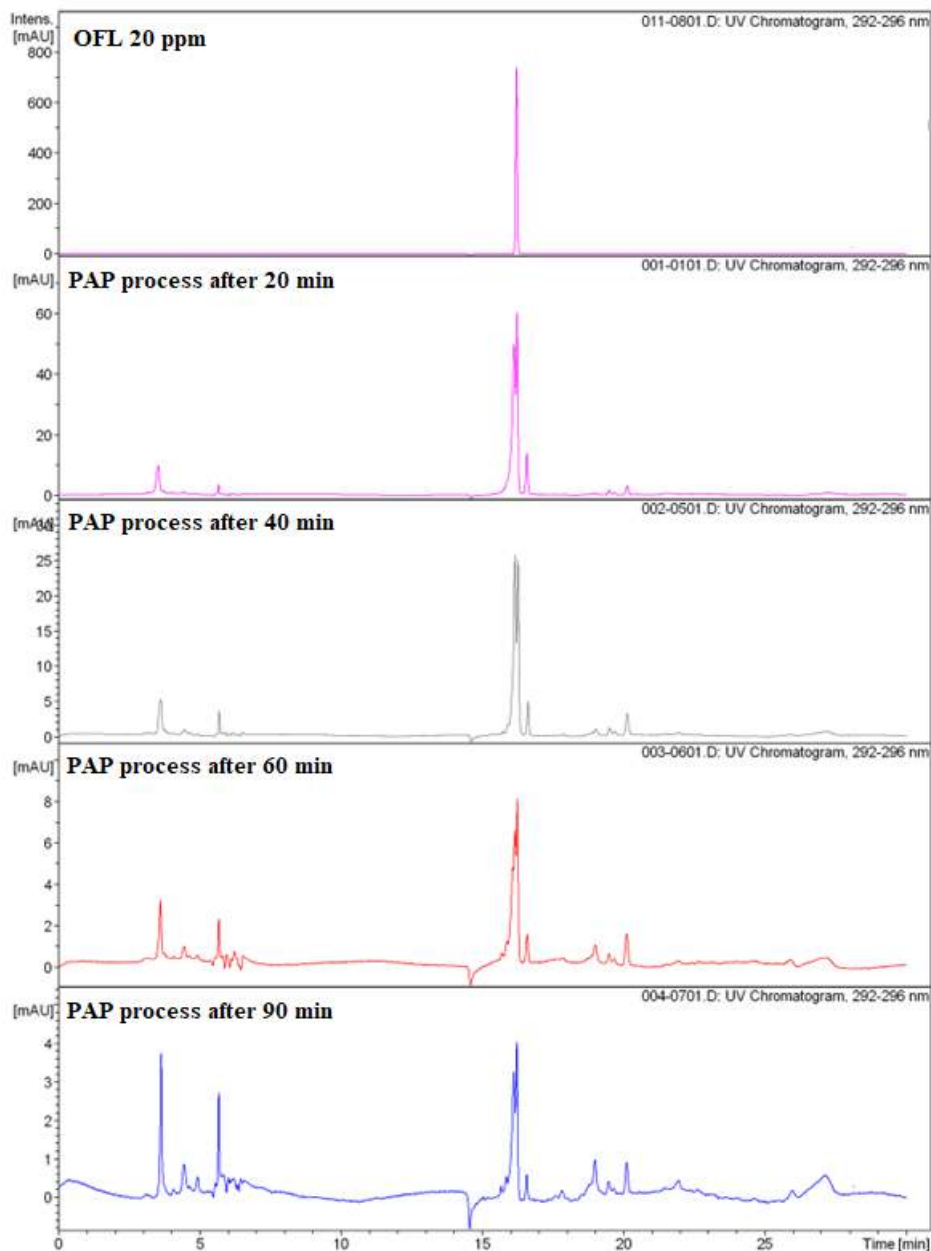 Intens.
[mAU]
011-0801.D: UV Chromatogram, 292-296 nm
OFL 20 ppm
800
600
400
200
0
[mAU]
001-0101.D: UV Chromatogram, 292-296 nm
PAP process after 20 min
60
40
20
0
[mAU]
30
002-0501.D: UV Chromatogram, 292-296 nm
PAP process after 40 min
25
20
15
10
5
0
[mAU]
003-0601.D: UV Chromatogram, 292-296 nm
PAP process after 60 min
8
6
4
2
0
[mAU]
004-0701.D: UV Chromatogram, 292-296 nm
PAP process after 90 min
4
3
2
1
0
0 5 10 15 20 25 Time [min]